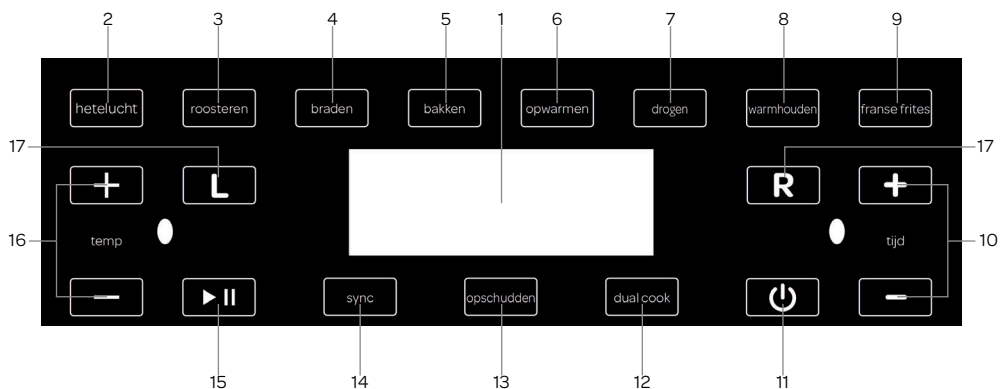 2 3 4 5 1 6 7 8 9
hetelucht roosteren braden bakken opwarmen drogen warmhouden franse frites
17 L R 17
16 temp tijd 10
sync opschudden dual cook
15 14 13 12 11